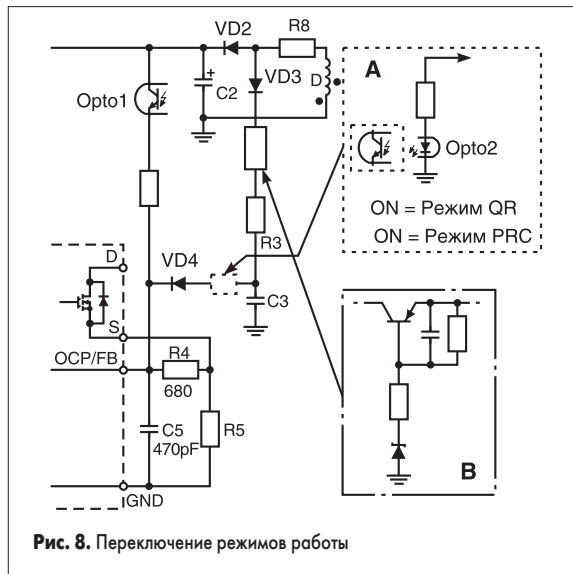 VD2
R8
A
VD3
D
Opto1
+
C2
Opto2
ON = Режим QR
ON = Режим PRC
R3
VD4
D
C3
S
OCP/FB
R4
680
C5
470pF
R5
B
GND
Рис. 8. Переключение режимов работы